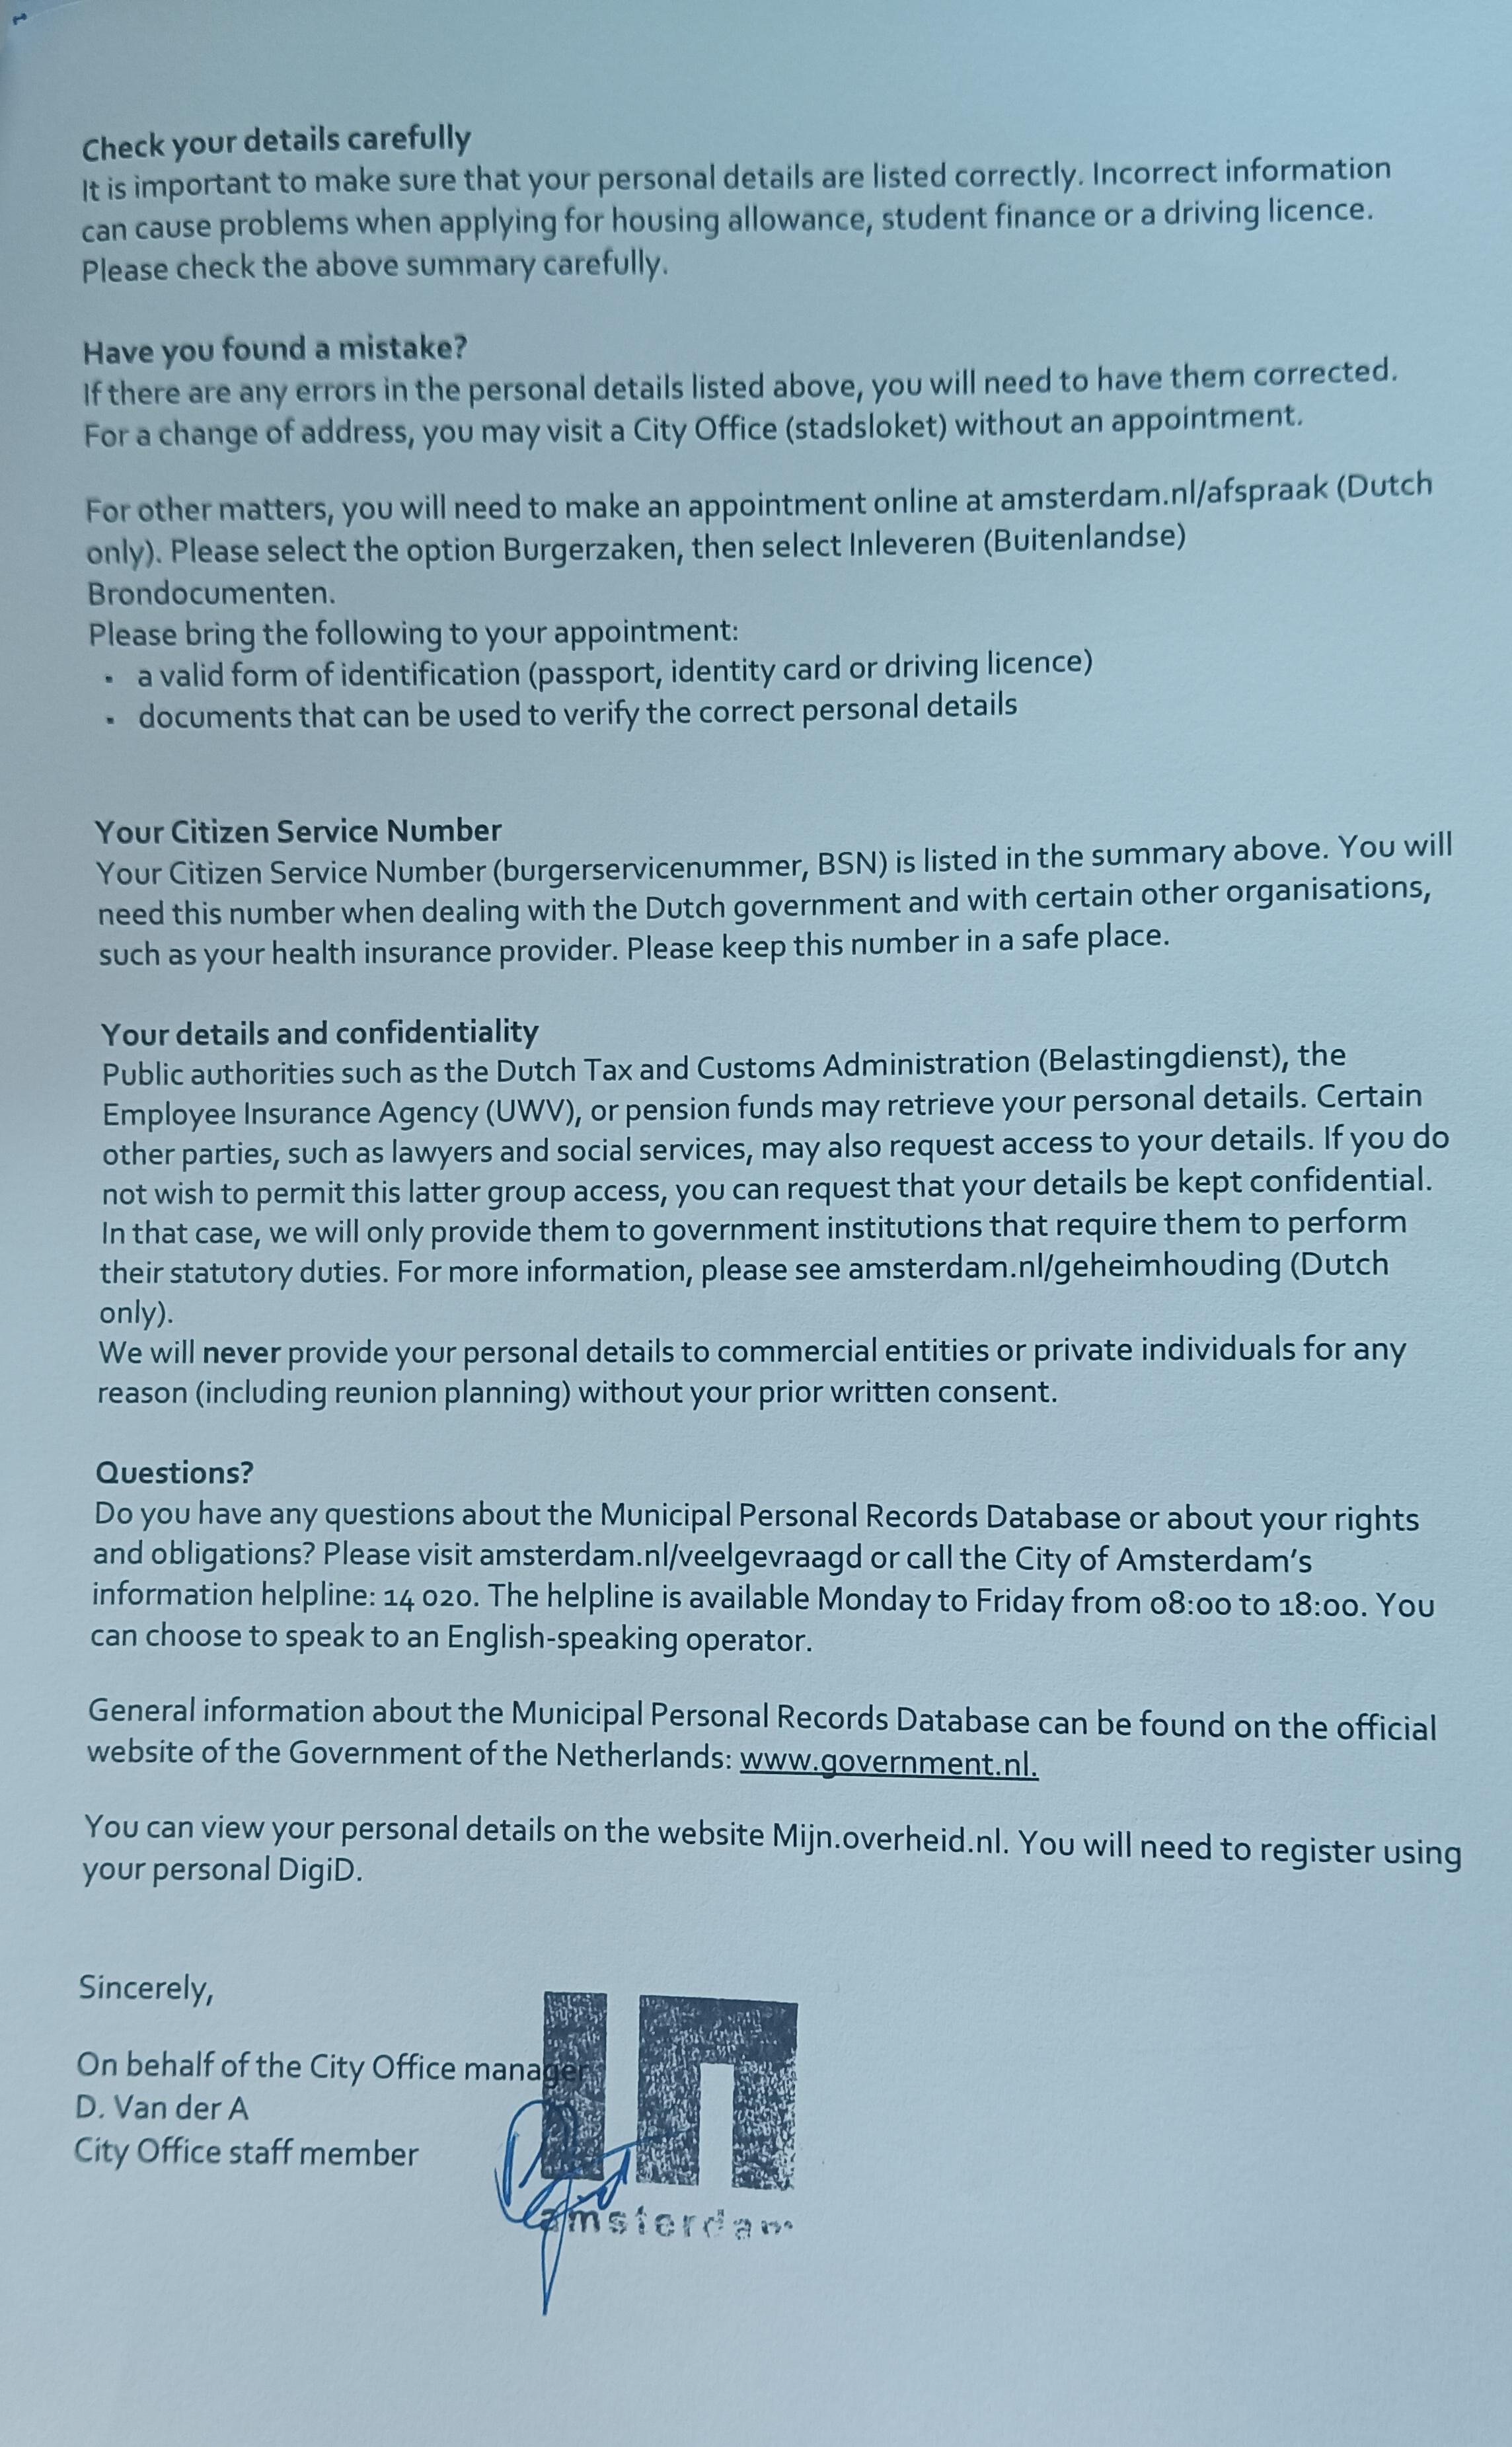 Check your details carefully
It is important to make sure that your personal details are listed correctly. Incorrect information
can cause problems when applying for housing allowance, student finance or a driving licence.
Please check the above summary carefully.
Have you found a mistake?
If there are any errors in the personal details listed above, you will need to have them corrected.
For a change of address, you may visit a City Office (stadsloket) without an appointment.
For other matters, you will need to make an appointment online at amsterdam.nl/afspraak (Dutch
only). Please select the option Burgerzaken, then select Inleveren (Buitenlandse)
Brondocumenten.
Please bring the following to your appointment:
▪ a valid form of identification (passport, identity card or driving licence)
▪ documents that can be used to verify the correct personal details
Your Citizen Service Number
Your Citizen Service Number (burgerservicenummer, BSN) is listed in the summary above. You will
need this number when dealing with the Dutch government and with certain other organisations,
such as your health insurance provider. Please keep this number in a safe place.
Your details and confidentiality
Public authorities such as the Dutch Tax and Customs Administration (Belastingdienst), the
Employee Insurance Agency (UWV), or pension funds may retrieve your personal details. Certain
other parties, such as lawyers and social services, may also request access to your details. If you do
not wish to permit this latter group access, you can request that your details be kept confidential.
In that case, we will only provide them to government institutions that require them to perform
their statutory duties. For more information, please see amsterdam.nl/geheimhouding (Dutch
only).
We will never provide your personal details to commercial entities or private individuals for any
reason (including reunion planning) without your prior written consent.
Questions?
Do you have any questions about the Municipal Personal Records Database or about your rights
and obligations? Please visit amsterdam.nl/veelgevraagd or call the City of Amsterdam's
information helpline: 14 020. The helpline is available Monday to Friday from 08:00 to 18:00. You
can choose to speak to an English-speaking operator.
General information about the Municipal Personal Records Database can be found on the official
website of the Government of the Netherlands: www.government.nl.
You can view your personal details on the website Mijn.overheid.nl. You will need to register using
your personal DigiD.
Sincerely,
On behalf of the City Office manager
D. Van der A
City Office staff member
amsterdam